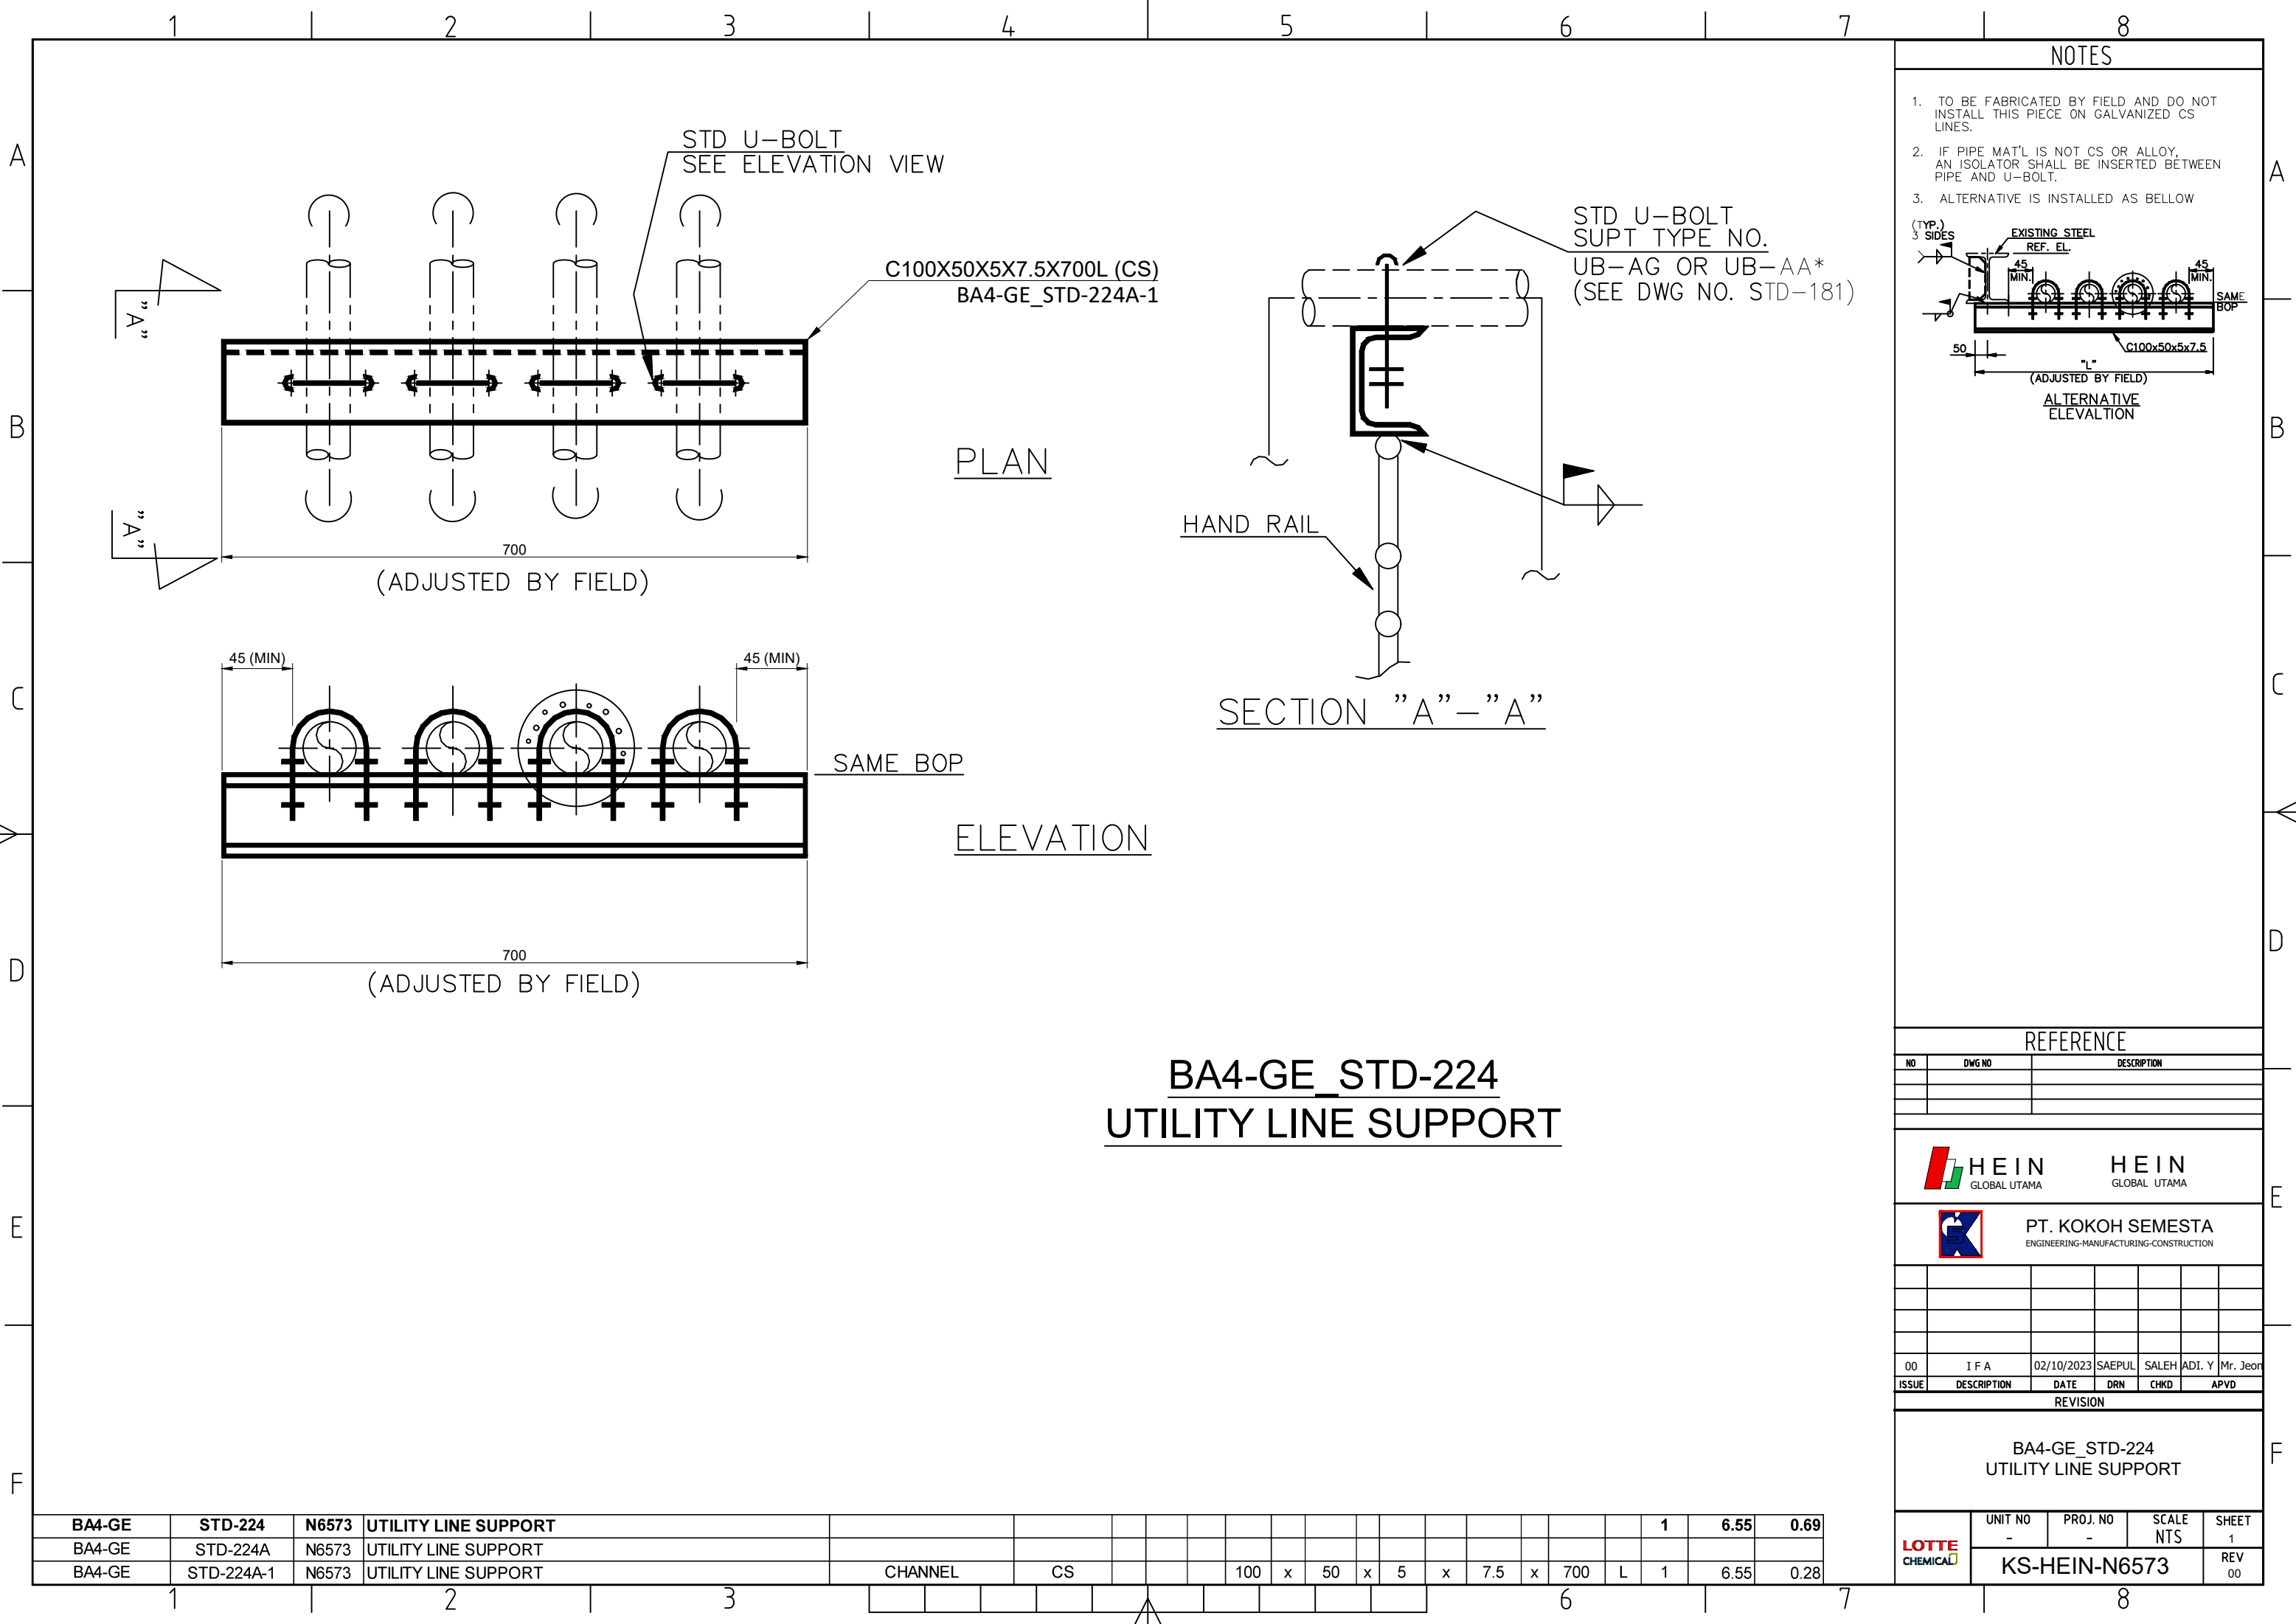 1 2 3 4 5 6 7 8
A
B
C
D
E
F
A
B
C
D
E
F
STD U-BOLT
SEE ELEVATION VIEW
C100X50X5X7.5X700L (CS)
BA4-GE_STD-224A-1
"A"
"A"
PLAN
700
(ADJUSTED BY FIELD)
STD U-BOLT
SUPT TYPE NO.
UB-AG OR UB-AA*
(SEE DWG NO. STD-181)
HAND RAIL
SECTION "A"-"A"
45 (MIN)
45 (MIN)
SAME BOP
ELEVATION
700
(ADJUSTED BY FIELD)
BA4-GE_STD-224
UTILITY LINE SUPPORT
NOTES
1. TO BE FABRICATED BY FIELD AND DO NOT
INSTALL THIS PIECE ON GALVANIZED CS
LINES.
2. IF PIPE MAT'L IS NOT CS OR ALLOY,
AN ISOLATOR SHALL BE INSERTED BETWEEN
PIPE AND U-BOLT.
3. ALTERNATIVE IS INSTALLED AS BELLOW
(TYP.)
3 SIDES
EXISTING STEEL
REF. EL.
45
MIN.
45
MIN.
SAME
BOP
50
C100x50x5x7.5
"L"
(ADJUSTED BY FIELD)
ALTERNATIVE
ELEVALTION
REFERENCE
NO DWG NO DESCRIPTION
HEIN
GLOBAL UTAMA
HEIN
GLOBAL UTAMA
SK
PT. KOKOH SEMESTA
ENGINEERING-MANUFACTURING-CONSTRUCTION
00 I F A 02/10/2023 SAEPUL SALEH ADI. Y Mr. Jeon
ISSUE DESCRIPTION DATE DRN CHKD APVD
REVISION
BA4-GE_STD-224
UTILITY LINE SUPPORT
LOTTE
CHEMICAL
UNIT NO PROJ. NO SCALE SHEET
- - NTS 1
KS-HEIN-N6573
REV
00
BA4-GE STD-224 N6573 UTILITY LINE SUPPORT 1 6.55 0.69
BA4-GE STD-224A N6573 UTILITY LINE SUPPORT
BA4-GE STD-224A-1 N6573 UTILITY LINE SUPPORT CHANNEL CS 100 x 50 x 5 x 7.5 x 700 L 1 6.55 0.28
1 2 3 6 7 8